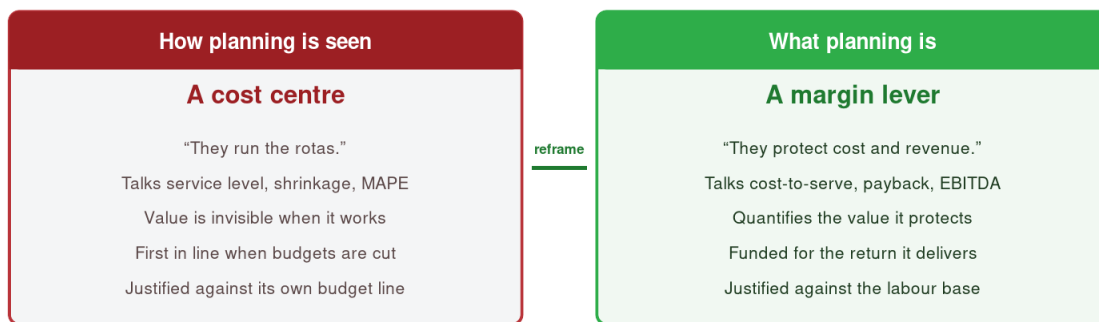 How planning is seen
A cost centre
“They run the rotas.”
Talks service level, shrinkage, MAPE
Value is invisible when it works
First in line when budgets are cut
Justified against its own budget line
reframe
What planning is
A margin lever
“They protect cost and revenue.”
Talks cost-to-serve, payback, EBITDA
Quantifies the value it protects
Funded for the return it delivers
Justified against the labour base